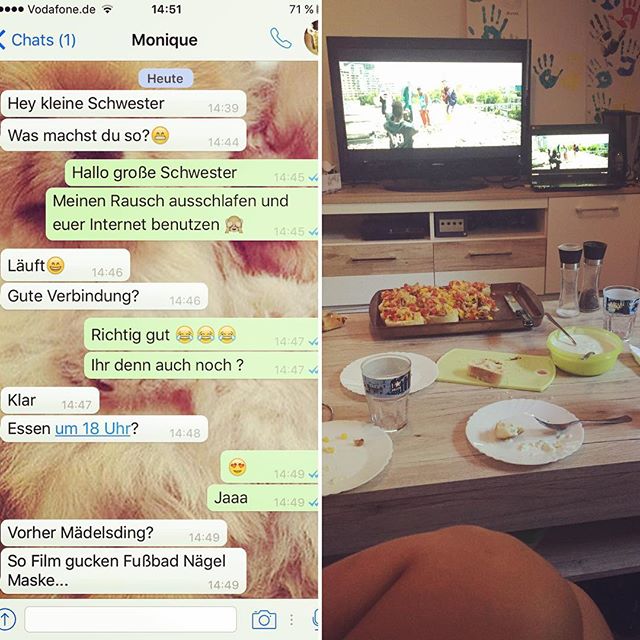 Vodafone.de 14:51 71 %
Chats (1) Monique
Heute
Hey kleine Schwester 14:39
Was machst du so?😁 14:44
Hallo große Schwester 14:45
Meinen Rausch ausschlafen und
euer Internet benutzen 🙈 14:45
Läuft😄 14:46
Gute Verbindung? 14:46
Richtig gut 😂😂😂 14:47
Ihr denn auch noch ? 14:47
Klar 14:47
Essen um 18 Uhr? 14:48
😍 14:49
Jaaa 14:49
Vorher Mädelsding? 14:49
So Film gucken Fußbad Nägel
Maske... 14:49